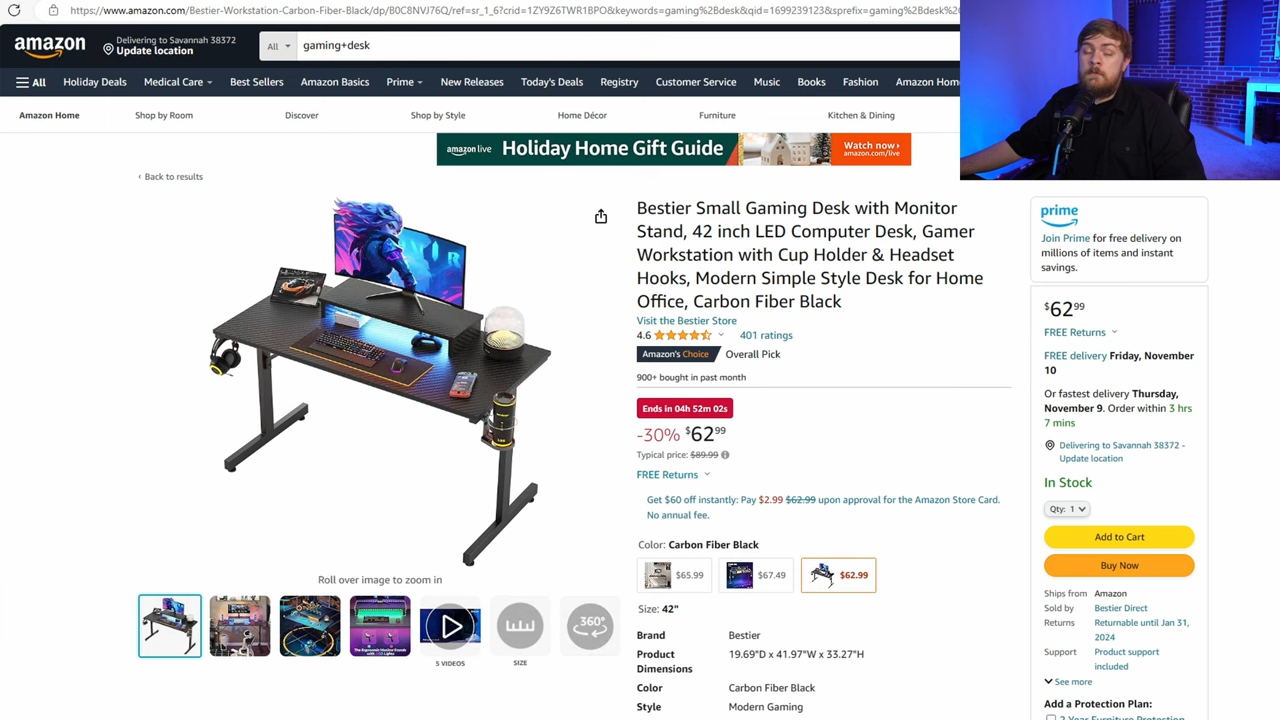 https://www.amazon.com/Bestier-Workstation-Carbon-Fiber-Black/dp/B0C8NVJ76Q/ref=sr_1_6?crid=1ZY9Z6TWR1BPO&keywords=gaming%2Bdesk&qid=1699239123&sprefix=gaming%2Bdesk%2C
amazon
Delivering to Savannah 38372
Update location
All
gaming+desk
All
Holiday Deals
Medical Care
Best Sellers
Amazon Basics
Prime
New Releases
Today's Deals
Registry
Customer Service
Music
Books
Fashion
Amazon Hom
Amazon Home
Shop by Room
Discover
Shop by Style
Home Décor
Furniture
Kitchen & Dining
amazon live
Holiday Home Gift Guide
Watch now›
amazon.com/live
‹ Back to results
Bestier Small Gaming Desk with Monitor
Stand, 42 inch LED Computer Desk, Gamer
Workstation with Cup Holder & Headset
Hooks, Modern Simple Style Desk for Home
Office, Carbon Fiber Black
Visit the Bestier Store
4.6
401 ratings
Amazon's Choice
Overall Pick
900+ bought in past month
Ends in 04h 52m 02s
-30% $62 99
Typical price: $89.99
FREE Returns
Get $60 off instantly: Pay $2.99 $62.99 upon approval for the Amazon Store Card.
No annual fee.
Color: Carbon Fiber Black
$65.99
$67.49
$62.99
Size: 42"
Brand Bestier
Product Dimensions 19.69"D x 41.97"W x 33.27"H
Color Carbon Fiber Black
Style Modern Gaming
Roll over image to zoom in
5 VIDEOS
SIZE
360°
prime
Join Prime for free delivery on
millions of items and instant
savings.
$62 99
FREE Returns
FREE delivery Friday, November
10
Or fastest delivery Thursday,
November 9. Order within 3 hrs
7 mins
Delivering to Savannah 38372 -
Update location
In Stock
Qty: 1
Add to Cart
Buy Now
Ships from Amazon
Sold by Bestier Direct
Returns Returnable until Jan 31,
2024
Support Product support
included
See more
Add a Protection Plan:
2-Year Furniture Protection